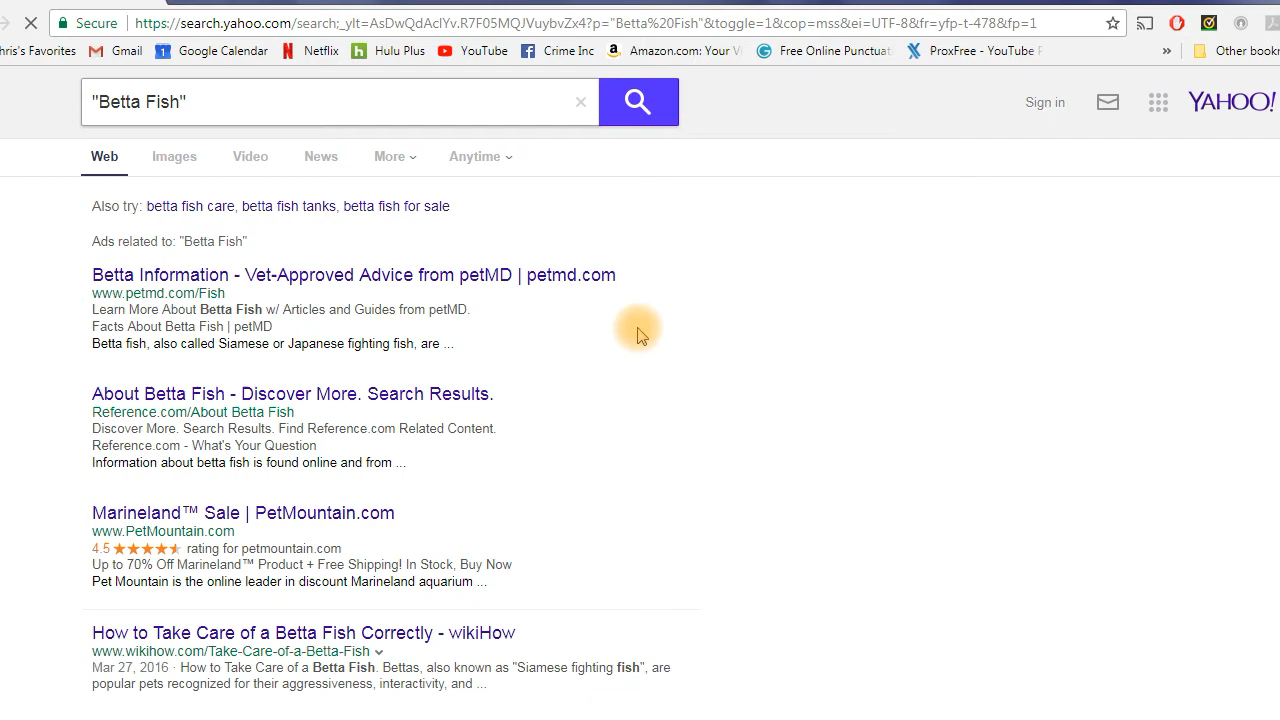 Secure https://search.yahoo.com/search;_ylt=AsDwQdAclYv.R7F05MQJVuybvZx4?p="Betta%20Fish"&toggle=1&cop=mss&ei=UTF-8&fr=yfp-t-478&fp=1
hris's Favorites Gmail 1 Google Calendar Netflix h Hulu Plus YouTube Crime Inc. Amazon.com: Your V Free Online Punctuat ProxFree - YouTube P » Other book
"Betta Fish" × Sign in YAHOO!
Web Images Video News More Anytime
Also try: betta fish care, betta fish tanks, betta fish for sale
Ads related to: "Betta Fish"
Betta Information - Vet-Approved Advice from petMD | petmd.com
www.petmd.com/Fish
Learn More About Betta Fish w/ Articles and Guides from petMD.
Facts About Betta Fish | petMD
Betta fish, also called Siamese or Japanese fighting fish, are ...
About Betta Fish - Discover More. Search Results.
Reference.com/About Betta Fish
Discover More. Search Results. Find Reference.com Related Content.
Reference.com - What's Your Question
Information about betta fish is found online and from ...
Marineland™ Sale | PetMountain.com
www.PetMountain.com
4.5 ★★★★★ rating for petmountain.com
Up to 70% Off Marineland™ Product + Free Shipping! In Stock, Buy Now
Pet Mountain is the online leader in discount Marineland aquarium ...
How to Take Care of a Betta Fish Correctly - wikiHow
www.wikihow.com/Take-Care-of-a-Betta-Fish
Mar 27, 2016 · How to Take Care of a Betta Fish. Bettas, also known as "Siamese fighting fish", are
popular pets recognized for their aggressiveness, interactivity, and ...